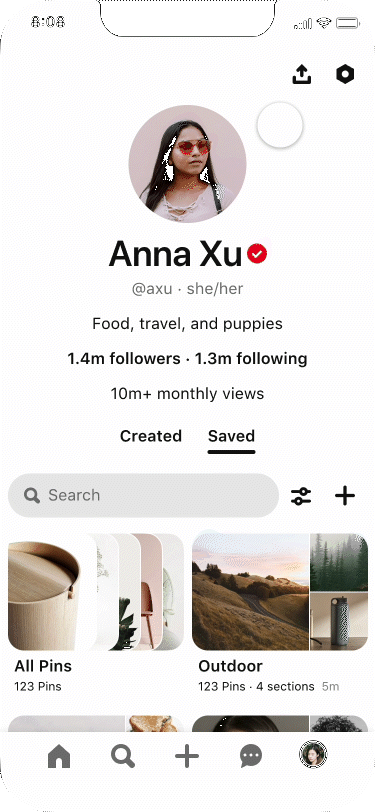 8:08
Anna Xu
@axu · she/her
Food, travel, and puppies
1.4m followers · 1.3m following
10m+ monthly views
Created Saved
Search
All Pins
123 Pins
Outdoor
123 Pins · 4 sections 5m